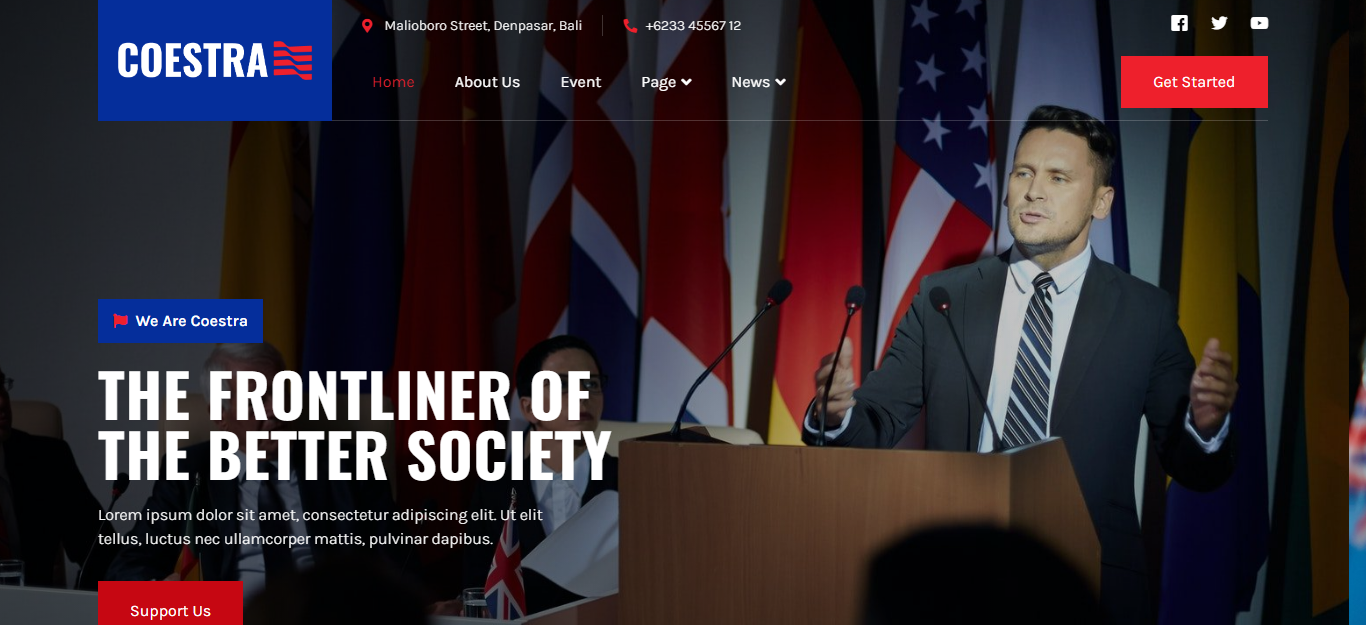 COESTRA
Malioboro Street, Denpasar, Bali
+6233 45567 12
Home
About Us
Event
Page
News
Get Started
We Are Coestra
THE FRONTLINER OF
THE BETTER SOCIETY
Lorem ipsum dolor sit amet, consectetur adipiscing elit. Ut elit
tellus, luctus nec ullamcorper mattis, pulvinar dapibus.
Support Us